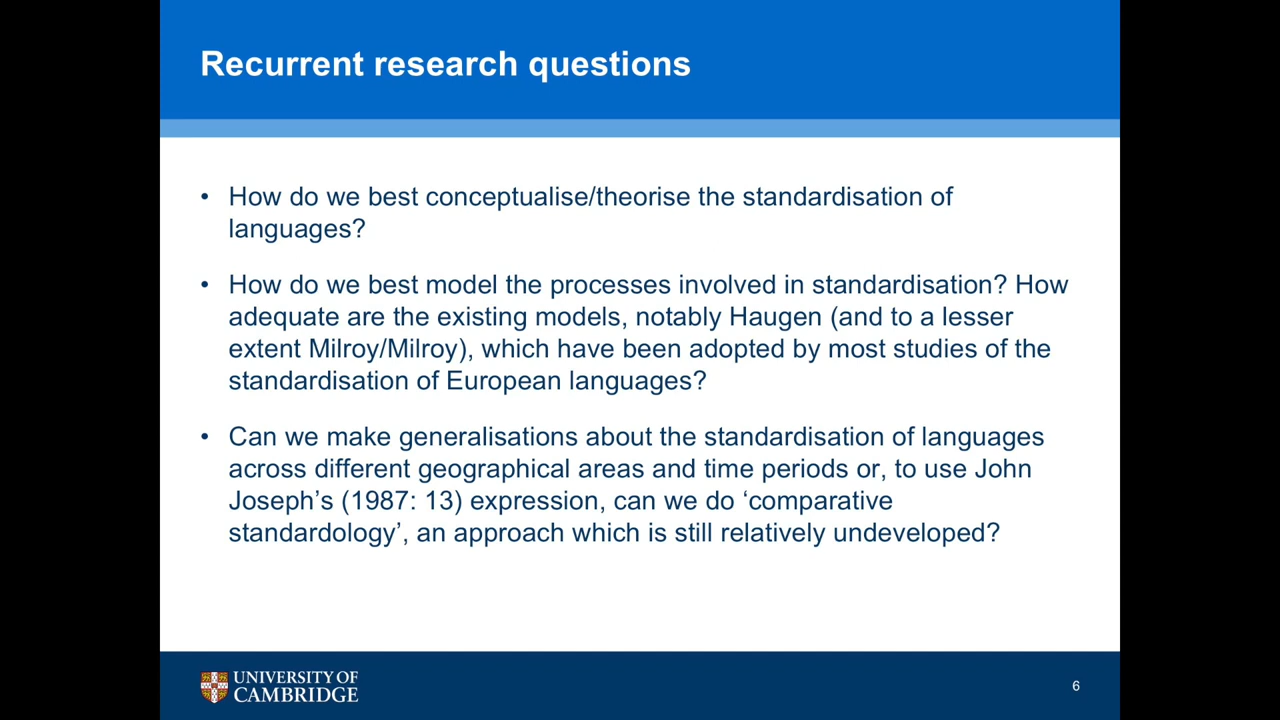 Recurrent research questions
• How do we best conceptualise/theorise the standardisation of
languages?
• How do we best model the processes involved in standardisation? How
adequate are the existing models, notably Haugen (and to a lesser
extent Milroy/Milroy), which have been adopted by most studies of the
standardisation of European languages?
• Can we make generalisations about the standardisation of languages
across different geographical areas and time periods or, to use John
Joseph’s (1987: 13) expression, can we do ‘comparative
standardology’, an approach which is still relatively undeveloped?
UNIVERSITY OF
CAMBRIDGE
6